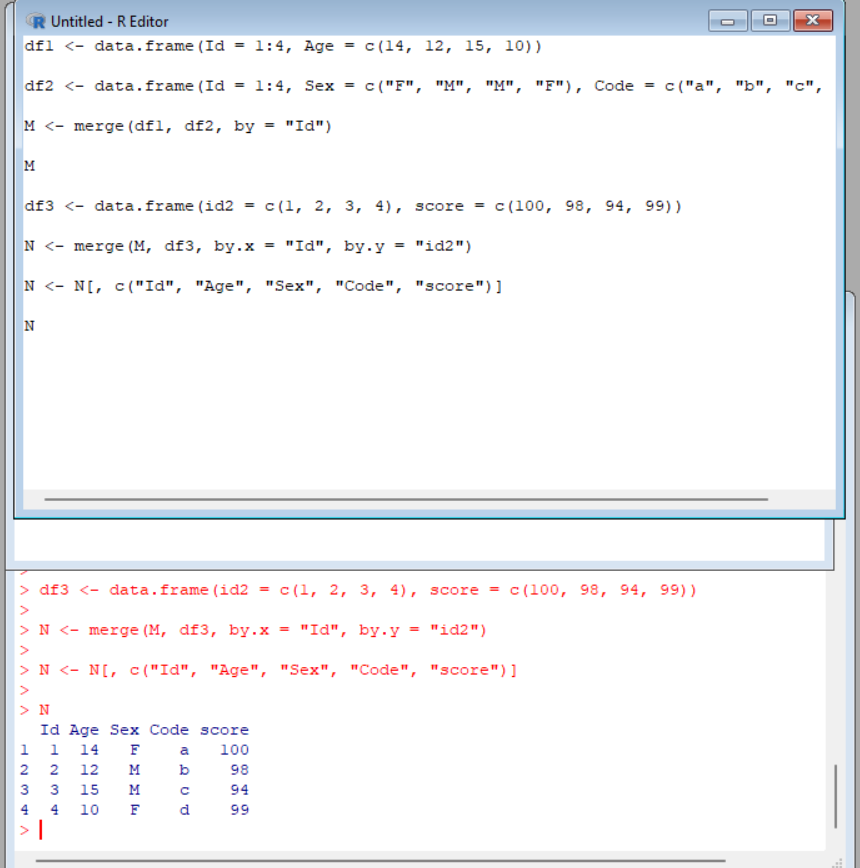 Untitled - R Editor
df1 <- data.frame(Id = 1:4, Age = c(14, 12, 15, 10))
df2 <- data.frame(Id = 1:4, Sex = c("F", "M", "M", "F"), Code = c("a", "b", "c",
M <- merge(df1, df2, by = "Id")
M
df3 <- data.frame(id2 = c(1, 2, 3, 4), score = c(100, 98, 94, 99))
N <- merge(M, df3, by.x = "Id", by.y = "id2")
N <- N[, c("Id", "Age", "Sex", "Code", "score")]
N
>
> df3 <- data.frame(id2 = c(1, 2, 3, 4), score = c(100, 98, 94, 99))
>
> N <- merge(M, df3, by.x = "Id", by.y = "id2")
>
> N <- N[, c("Id", "Age", "Sex", "Code", "score")]
>
> N
Id Age Sex Code score
1 1 14 F a 100
2 2 12 M b 98
3 3 15 M c 94
4 4 10 F d 99
>